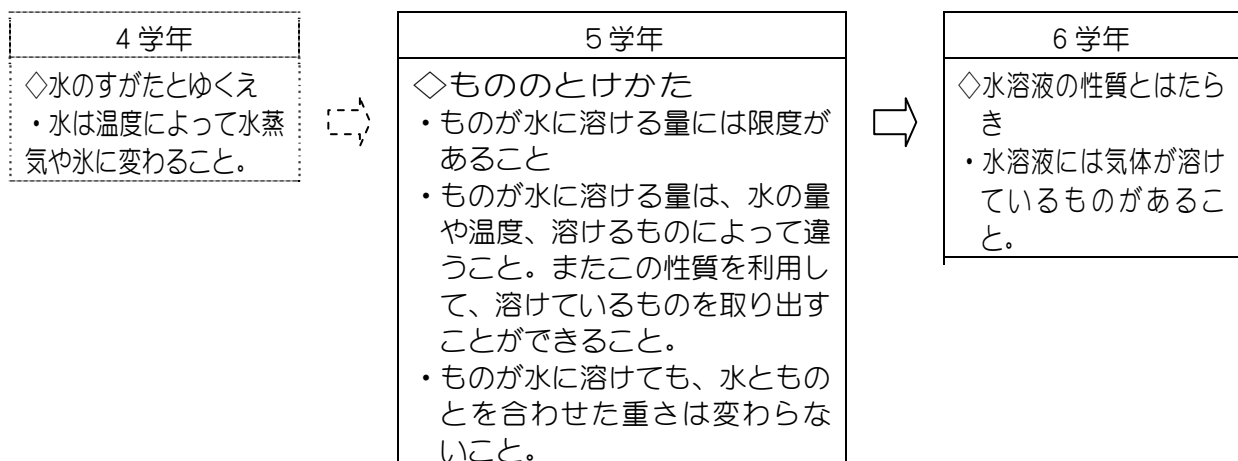 4学年
◇水のすがたとゆくえ
・水は温度によって水蒸
気や氷に変わること。
5学年
◇もののとけかた
・ものが水に溶ける量には限度が
あること
・ものが水に溶ける量は、水の量
や温度、溶けるものによって違
うこと。またこの性質を利用し
て、溶けているものを取り出す
ことができること。
・ものが水に溶けても、水ともの
とを合わせた重さは変わらな
いこと。
6学年
◇水溶液の性質とはたら
き
・水溶液には気体が溶け
ているものがあるこ
と。